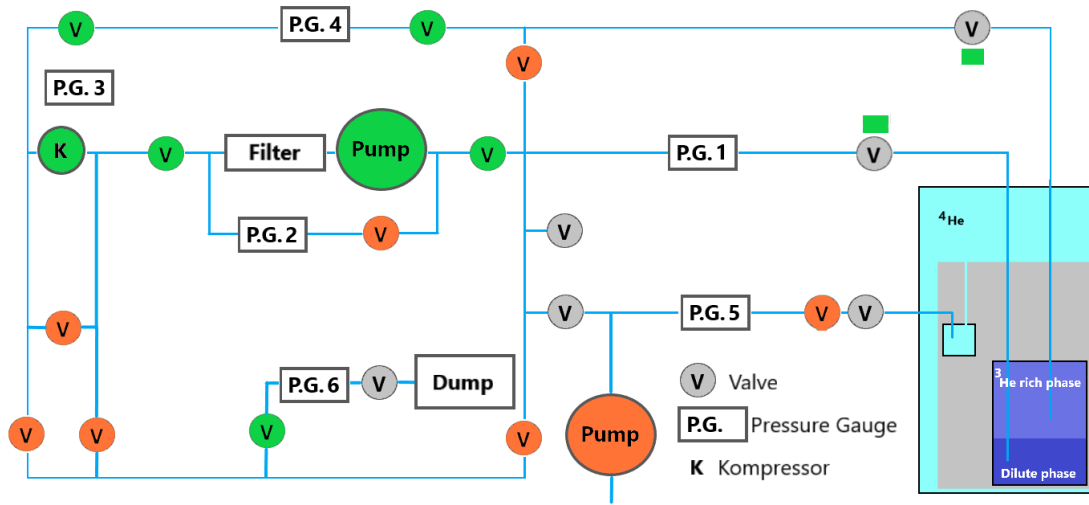 V
P.G. 4
V
V
V
P.G. 3
K
V
Filter
Pump
V
P.G. 1
V
P.G. 2
V
V
⁴He
V
P.G. 5
V
V
V
P.G. 6
V
Dump
V
Valve
³He rich phase
V
V
V
V
Pump
P.G.
Pressure Gauge
K
Kompressor
Dilute phase